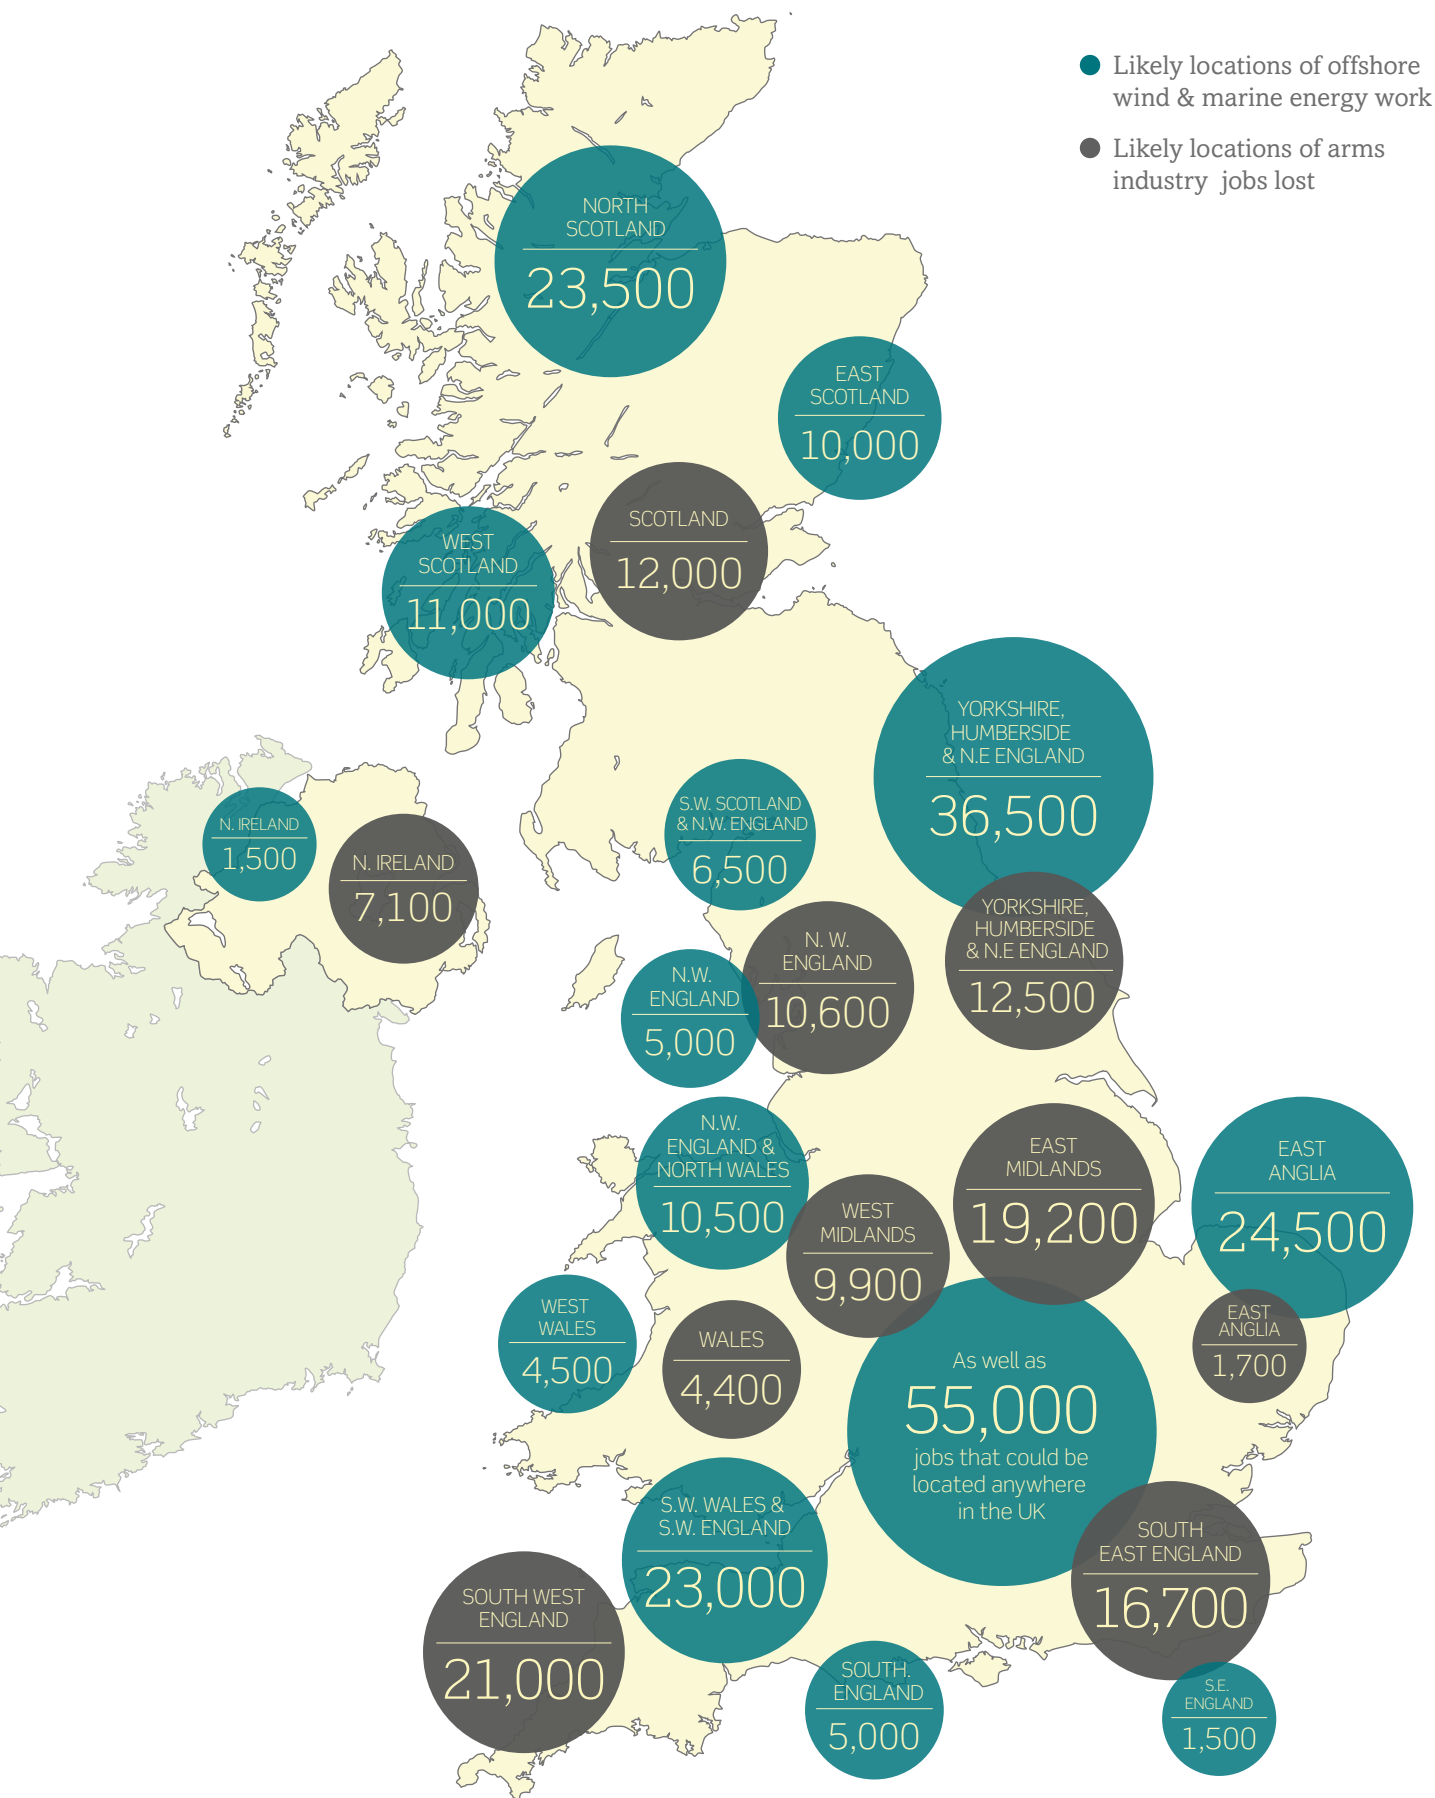 Likely locations of offshore
wind & marine energy work
Likely locations of arms
industry jobs lost
NORTH
SCOTLAND
23,500
EAST
SCOTLAND
10,000
SCOTLAND
12,000
WEST
SCOTLAND
11,000
YORKSHIRE,
HUMBERSIDE
& N.E ENGLAND
36,500
S.W. SCOTLAND
& N.W. ENGLAND
6,500
N. IRELAND
1,500
N. IRELAND
7,100
YORKSHIRE,
HUMBERSIDE
& N.E ENGLAND
12,500
N. W.
ENGLAND
10,600
N.W.
ENGLAND
5,000
N.W.
ENGLAND &
NORTH WALES
10,500
EAST
MIDLANDS
19,200
EAST
ANGLIA
24,500
WEST
MIDLANDS
9,900
WEST
WALES
4,500
WALES
4,400
EAST
ANGLIA
1,700
As well as
55,000
jobs that could be
located anywhere
in the UK
S.W. WALES &
S.W. ENGLAND
23,000
SOUTH
EAST ENGLAND
16,700
SOUTH WEST
ENGLAND
21,000
SOUTH.
ENGLAND
5,000
S.E.
ENGLAND
1,500